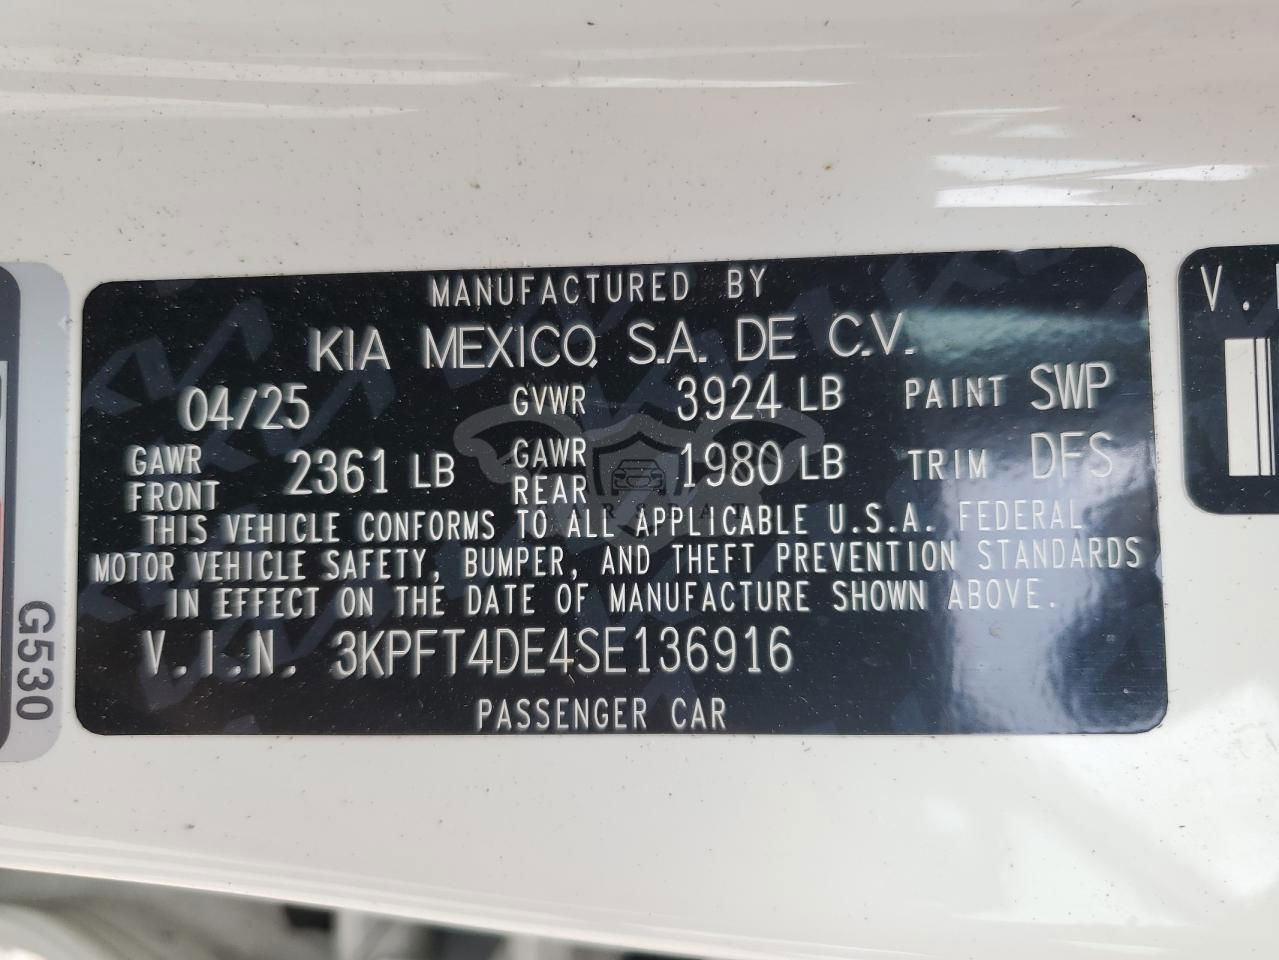 MANUFACTURED BY
KIA MEXICO, S.A. DE C.V.
04/25 GVWR 3924 LB PAINT SWP
GAWR FRONT 2361 LB GAWR REAR 1980 LB TRIM DFS
THIS VEHICLE CONFORMS TO ALL APPLICABLE U.S.A. FEDERAL
MOTOR VEHICLE SAFETY, BUMPER, AND THEFT PREVENTION STANDARDS
IN EFFECT ON THE DATE OF MANUFACTURE SHOWN ABOVE.
V.I.N. 3KPFT4DE4SE136916
PASSENGER CAR
G530
V.